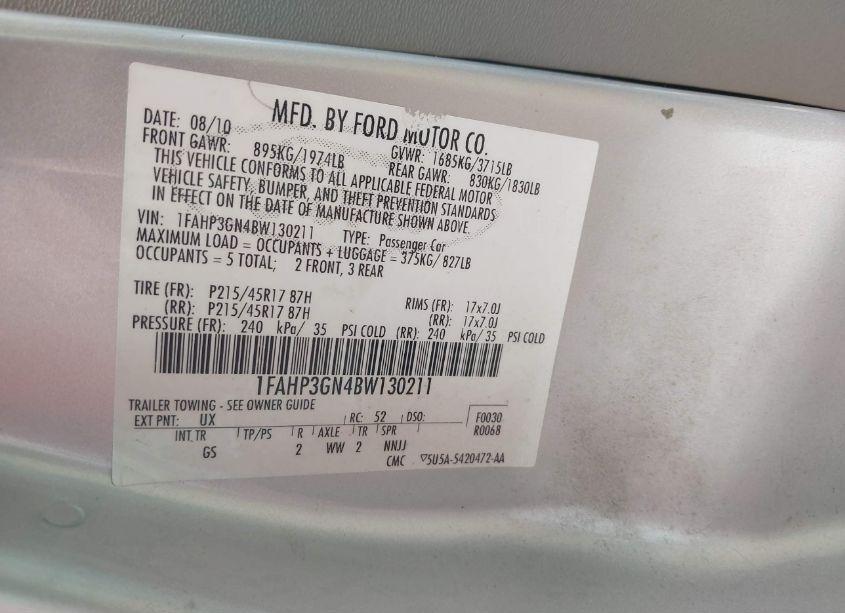 MFD. BY FORD MOTOR CO.
DATE: 08/10 GVWR: 1685KG/3715LB
FRONT GAWR: 895KG/1974LB REAR GAWR: 830KG/1830LB
THIS VEHICLE CONFORMS TO ALL APPLICABLE FEDERAL MOTOR
VEHICLE SAFETY, BUMPER, AND THEFT PREVENTION STANDARDS
IN EFFECT ON THE DATE OF MANUFACTURE SHOWN ABOVE.
VIN: 1FAHP3GN4BW130211 TYPE: Passenger Car
MAXIMUM LOAD = OCCUPANTS + LUGGAGE = 375KG/ 827LB
OCCUPANTS = 5 TOTAL; 2 FRONT, 3 REAR
TIRE (FR): P215/45R17 87H RIMS (FR): 17x7.0J
(RR): P215/45R17 87H (RR): 17x7.0J
PRESSURE (FR): 240 kPa/ 35 PSI COLD (RR): 240 kPa/ 35 PSI COLD
1FAHP3GN4BW130211
TRAILER TOWING - SEE OWNER GUIDE
EXT PNT: UX RC: 52 DSO: F0030
INT TR TP/PS R AXLE TR SPR R0068
GS 2 WW 2 NNJJ
CMC 5U5A-5420472-AA